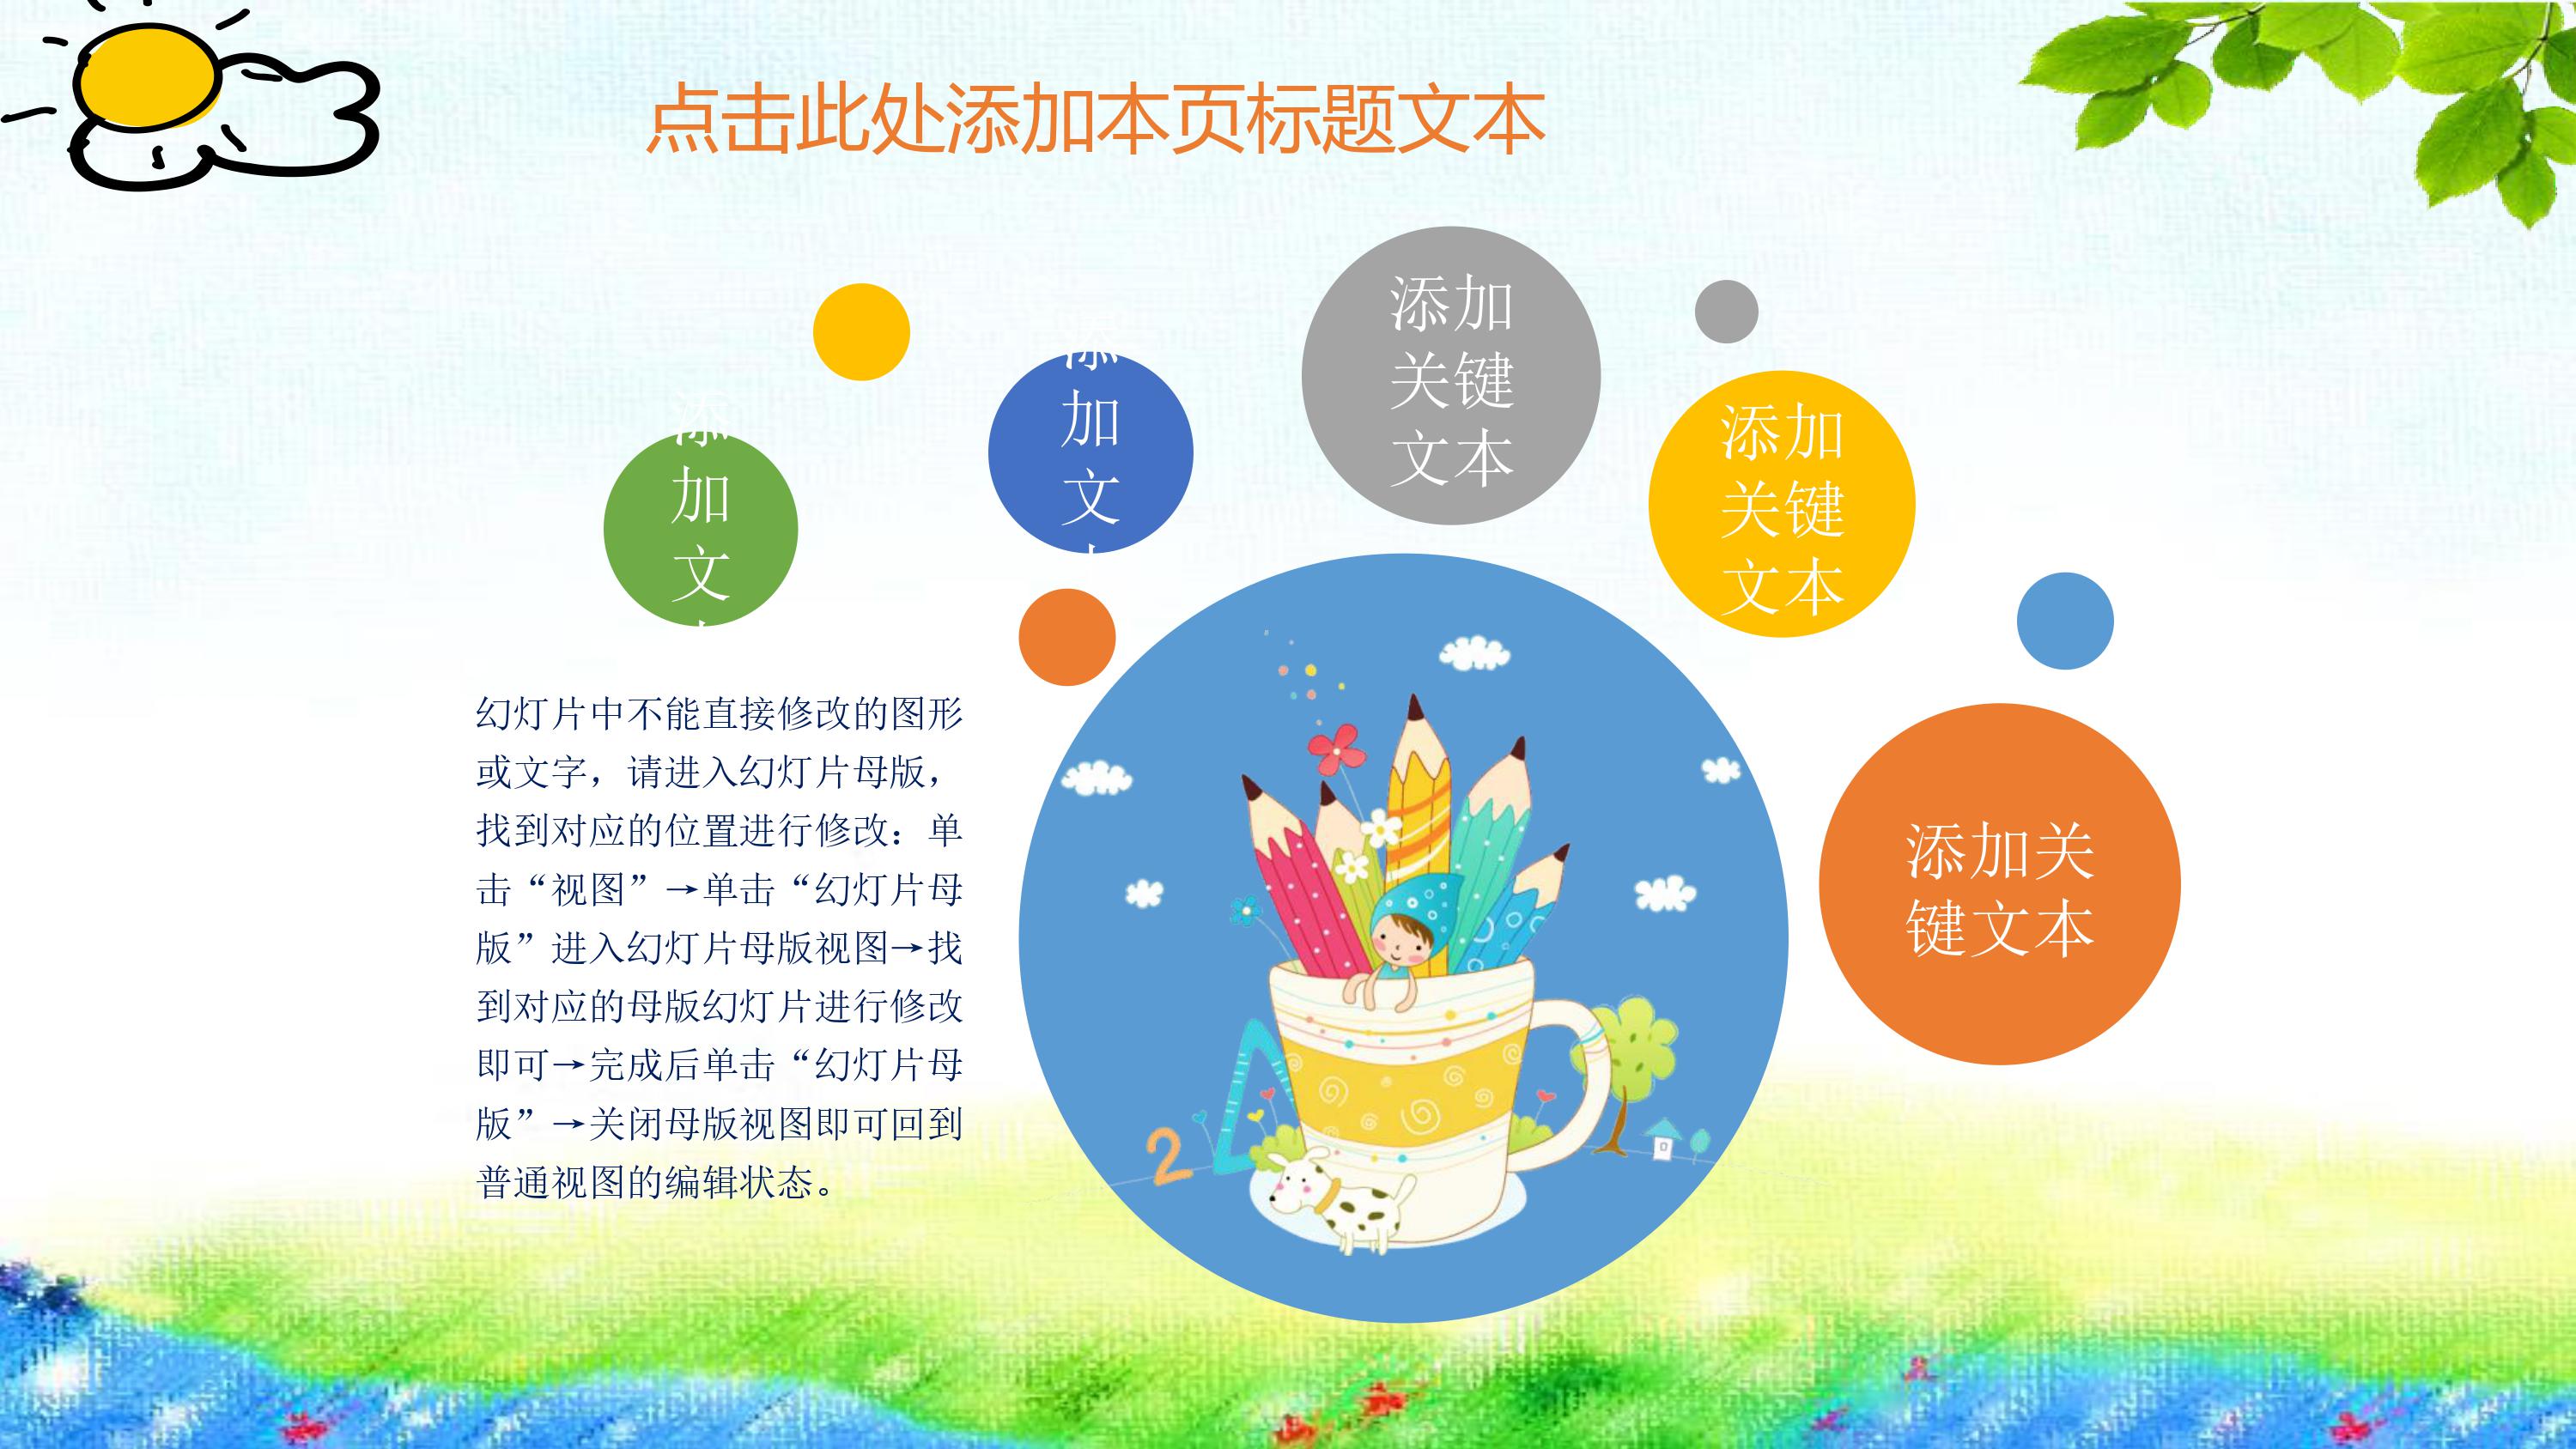 点击此处添加本页标题文本
添加
关键
文本
添
加
文
添
加
文
添加
关键
文本
添加关
键文本
幻灯片中不能直接修改的图形
或文字，请进入幻灯片母版，
找到对应的位置进行修改：单
击“视图”→单击“幻灯片母
版”进入幻灯片母版视图→找
到对应的母版幻灯片进行修改
即可→完成后单击“幻灯片母
版”→关闭母版视图即可回到
普通视图的编辑状态。
2